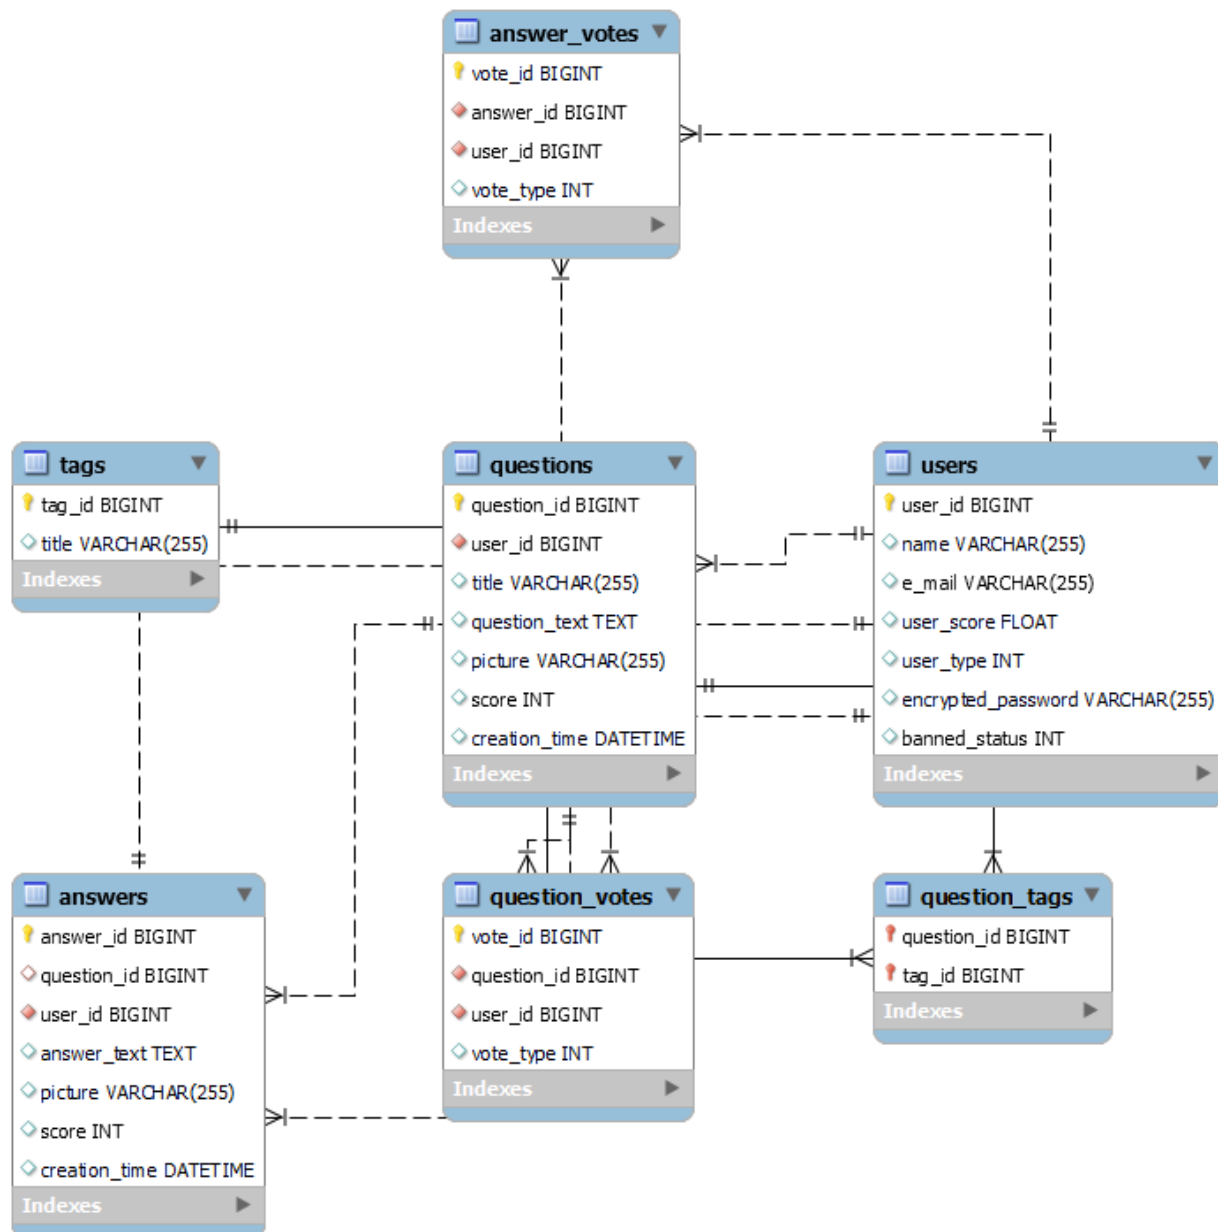 answer_votes
vote_id BIGINT
answer_id BIGINT
user_id BIGINT
vote_type INT
Indexes
tags
tag_id BIGINT
title VARCHAR(255)
Indexes
questions
question_id BIGINT
user_id BIGINT
title VARCHAR(255)
question_text TEXT
picture VARCHAR(255)
score INT
creation_time DATETIME
Indexes
users
user_id BIGINT
name VARCHAR(255)
e_mail VARCHAR(255)
user_score FLOAT
user_type INT
encrypted_password VARCHAR(255)
banned_status INT
Indexes
answers
answer_id BIGINT
question_id BIGINT
user_id BIGINT
answer_text TEXT
picture VARCHAR(255)
score INT
creation_time DATETIME
Indexes
question_votes
vote_id BIGINT
question_id BIGINT
user_id BIGINT
vote_type INT
Indexes
question_tags
question_id BIGINT
tag_id BIGINT
Indexes